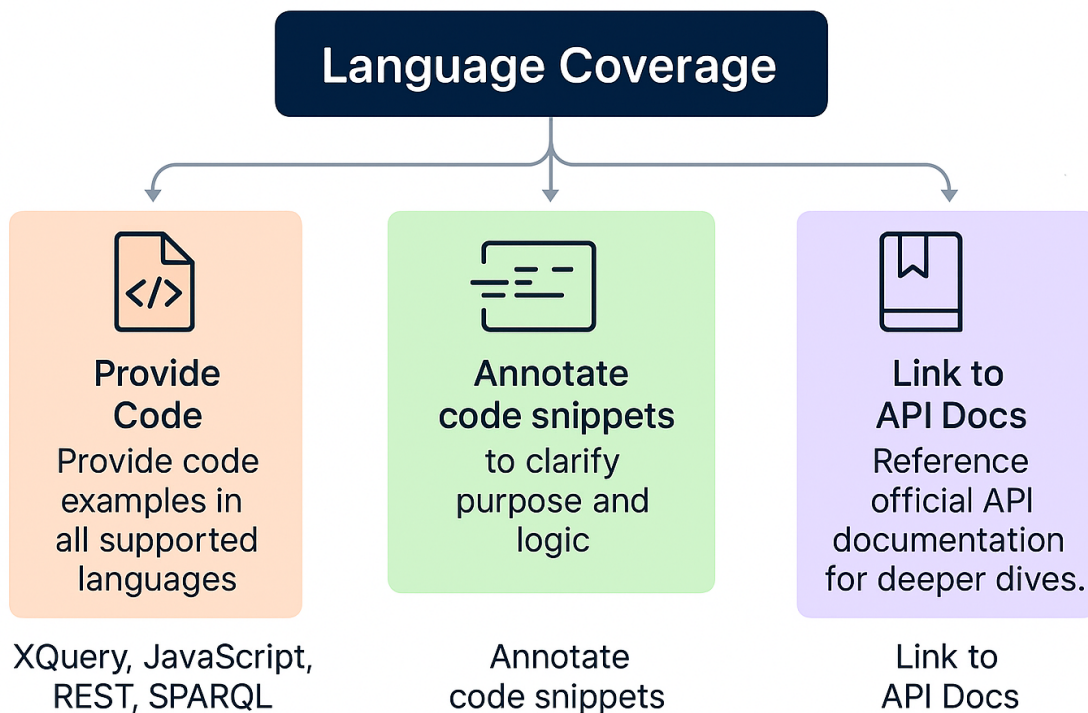 Language Coverage
</>
Provide
Code
Provide code
examples in
all supported
languages
XQuery, JavaScript,
REST, SPARQL
Annotate
code snippets
to clarify
purpose and
logic
Annotate
code snippets
Link to
API Docs
Reference
official API
documentation
for deeper dives.
Link to
API Docs